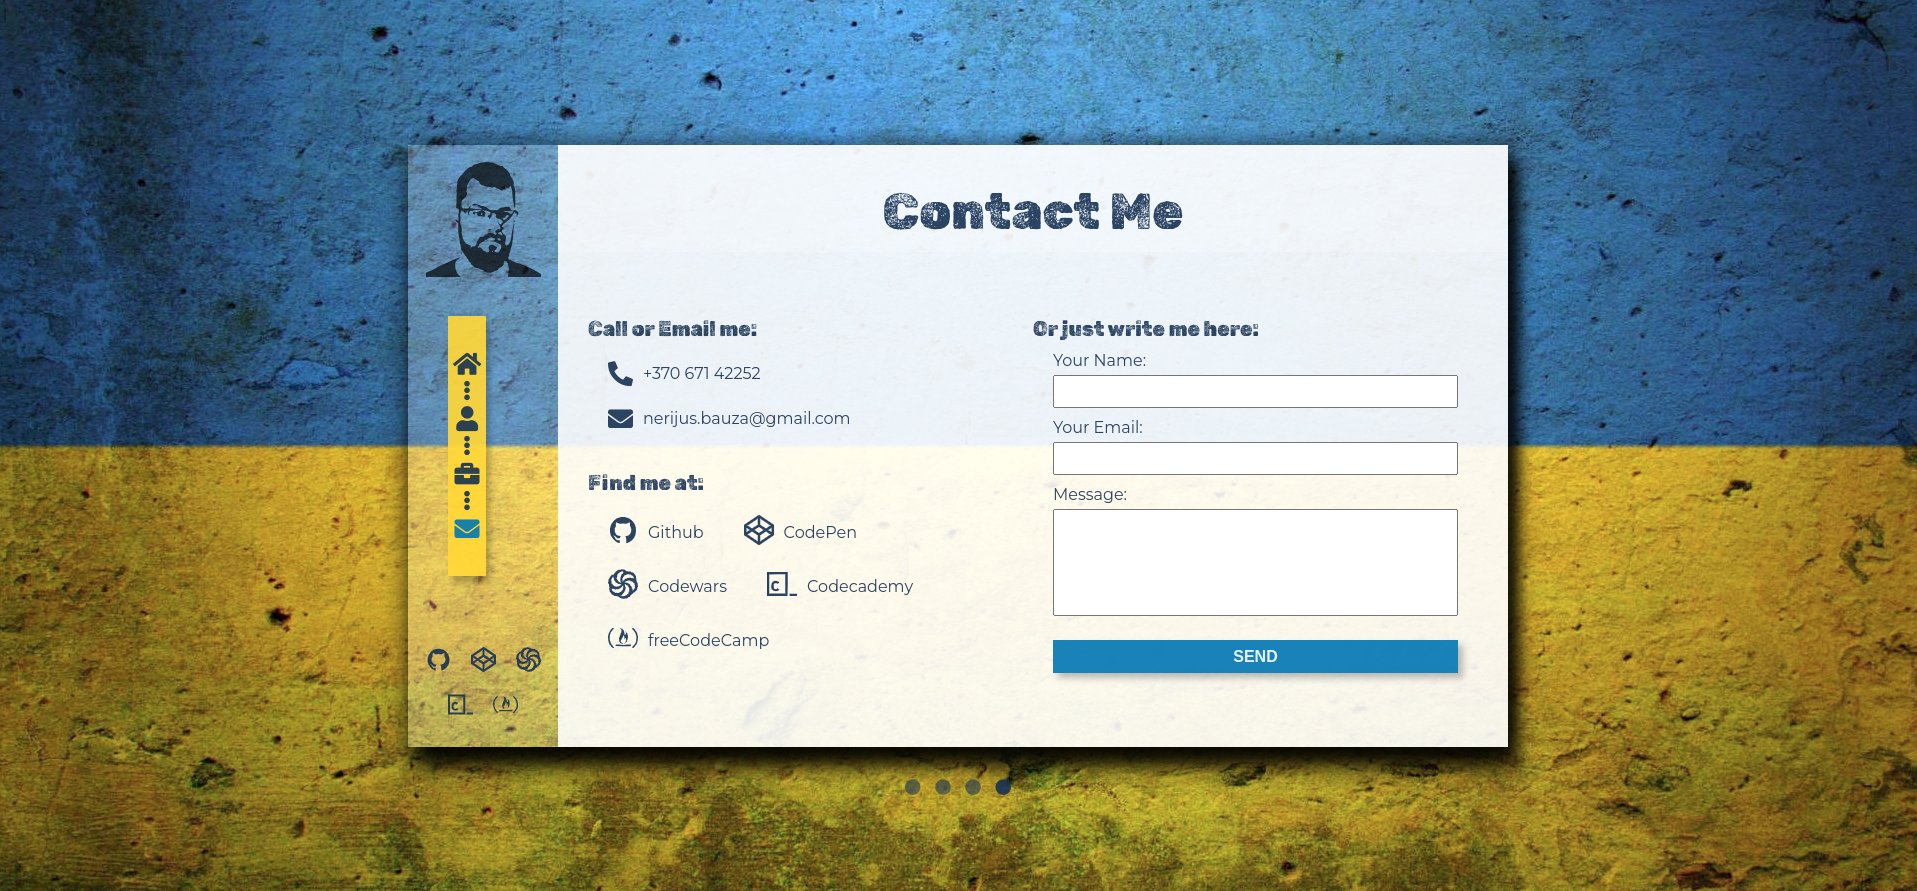 Contact Me
Call or Email me:
+370 671 42252
nerijus.bauza@gmail.com
Find me at:
Github
CodePen
Codewars
Codecademy
freeCodeCamp
Or just write me here:
Your Name:
Your Email:
Message:
SEND